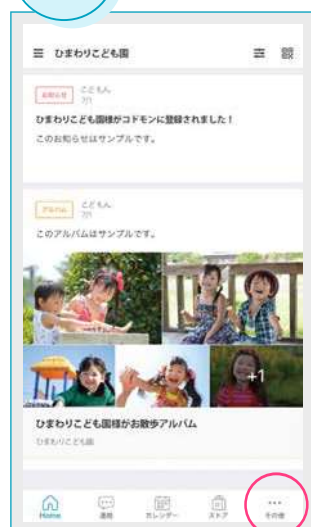 ひまわりこども園
お知らせ
こどもん
7/1
ひまわりこども園様がコドモンに登録されました！
このお知らせはサンプルです。
アルバム
こどもん
7/1
このアルバムはサンプルです。
+1
ひまわりこども園様がお散歩アルバム
ひまわりこども園
Home
連絡
カレンダー
ストア
その他